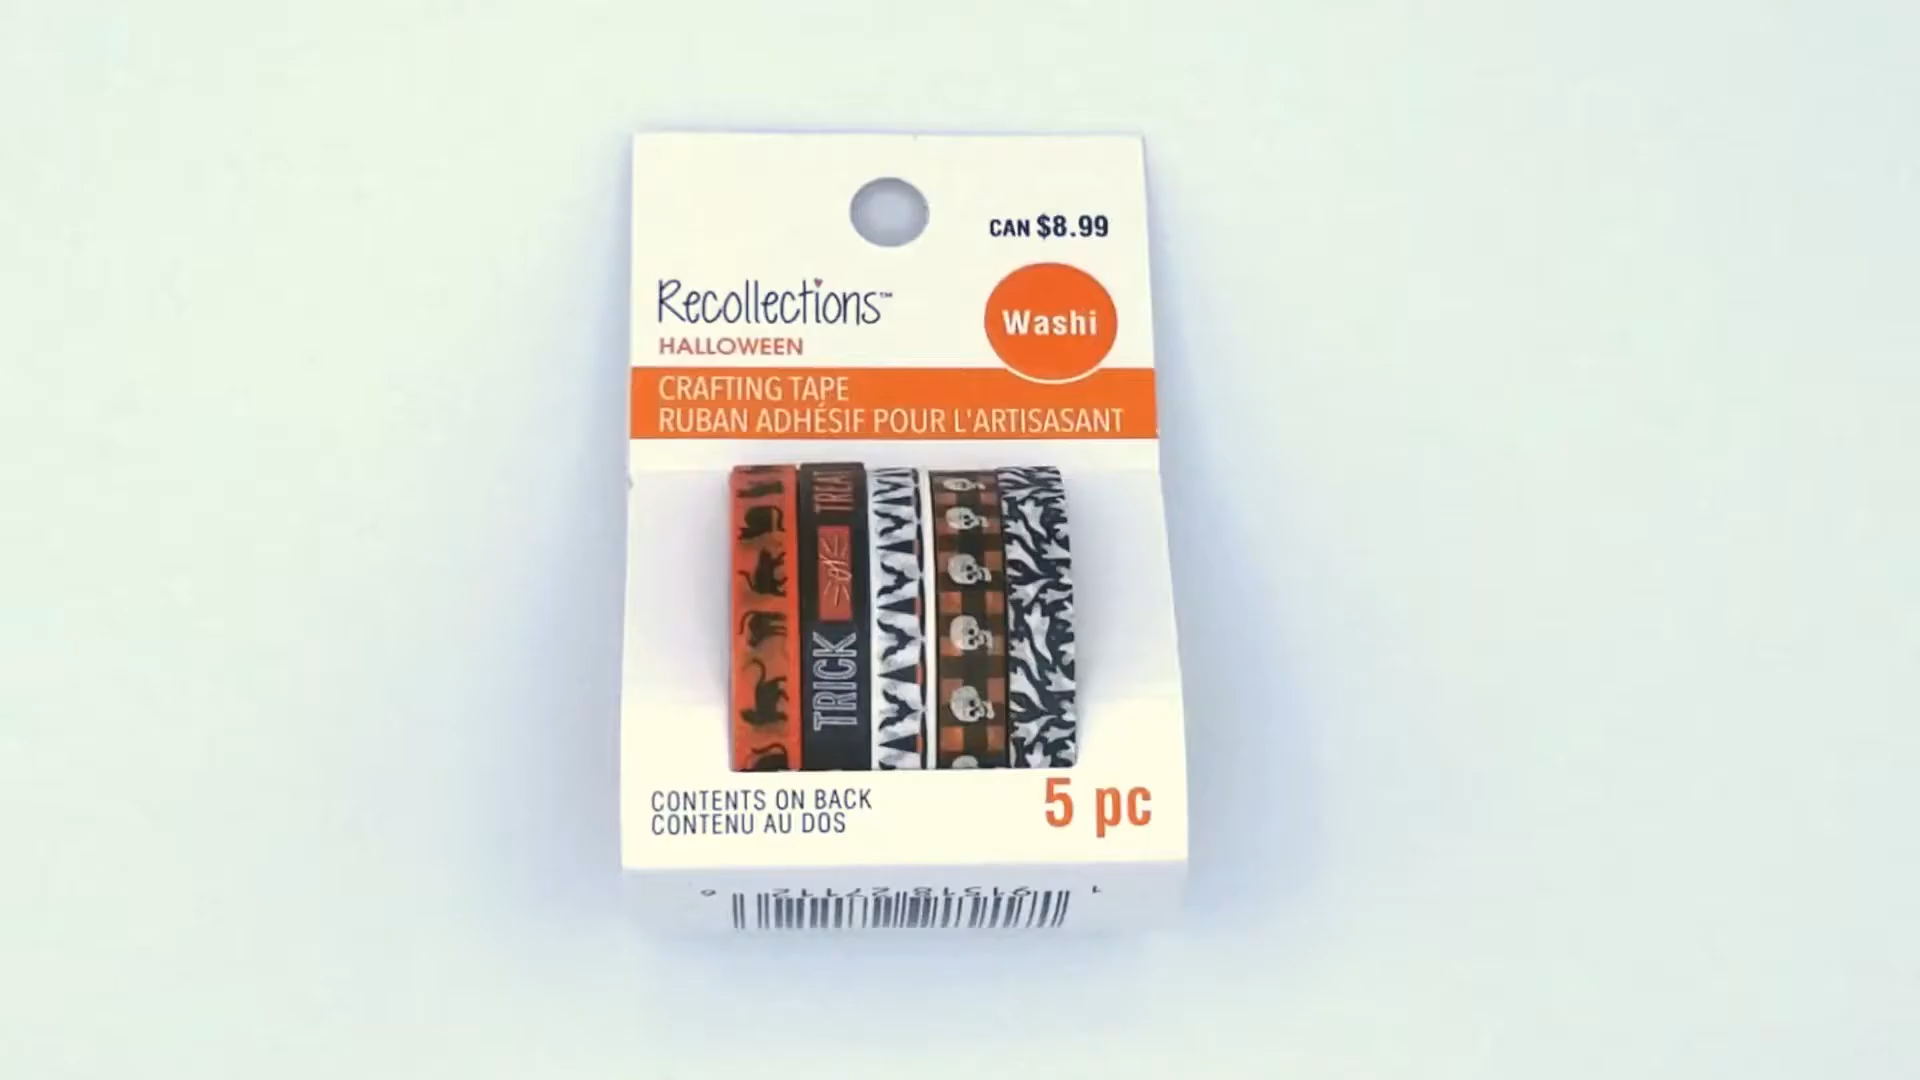 CAN $8.99
Recollections™
HALLOWEEN
Washi
CRAFTING TAPE
RUBAN ADHÉSIF POUR L'ARTISASANT
TREAT
or
TRICK
CONTENTS ON BACK
CONTENU AU DOS
5 pc